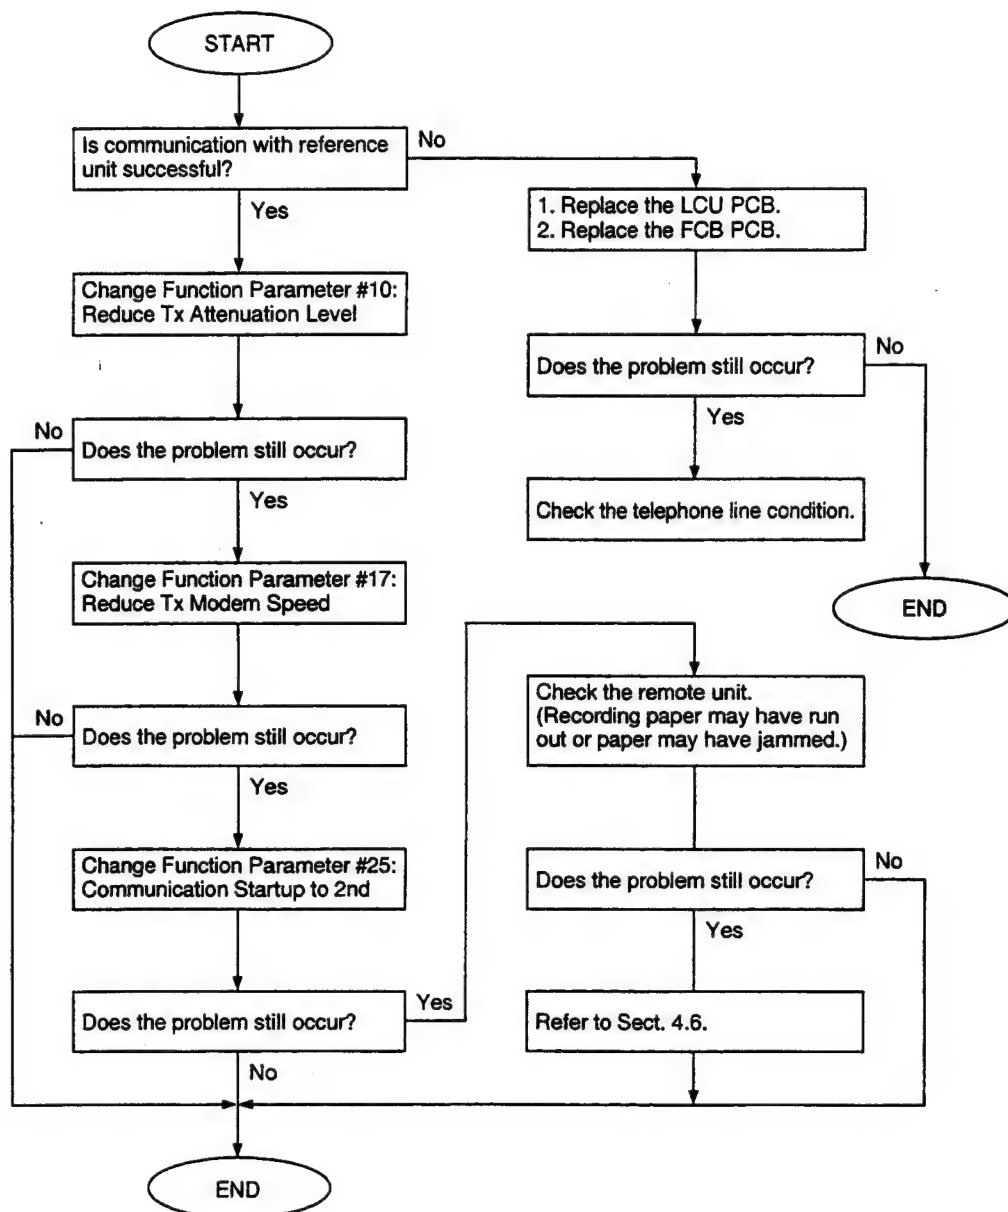 START
Is communication with reference
unit successful?
No
Yes
1. Replace the LCU PCB.
2. Replace the FCB PCB.
Change Function Parameter #10:
Reduce Tx Attenuation Level
Does the problem still occur?
No
Yes
Check the telephone line condition.
END
No
Does the problem still occur?
Yes
Change Function Parameter #17:
Reduce Tx Modem Speed
No
Does the problem still occur?
Yes
Change Function Parameter #25:
Communication Startup to 2nd
Does the problem still occur?
Yes
No
Check the remote unit.
(Recording paper may have run
out or paper may have jammed.)
Does the problem still occur?
No
Yes
Refer to Sect. 4.6.
END